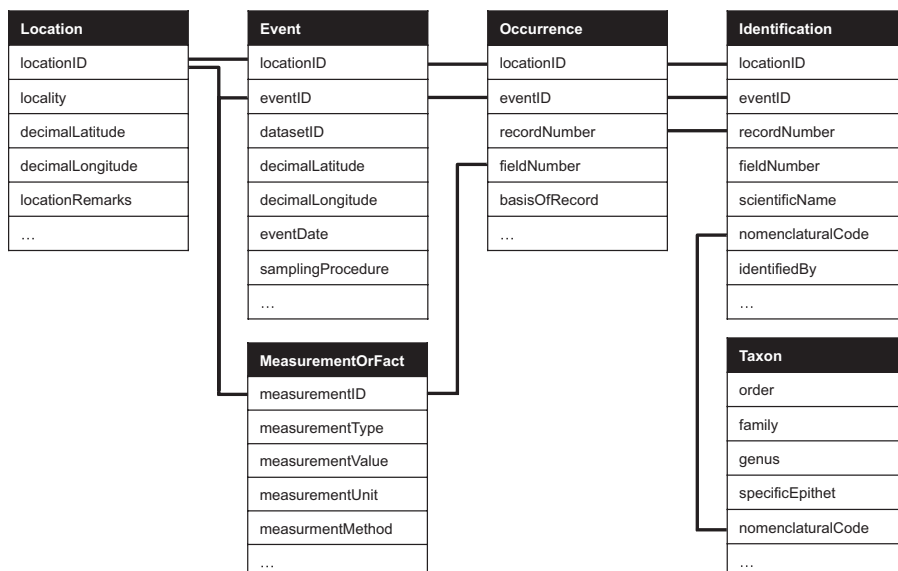 Location
locationID
locality
decimalLatitude
decimalLongitude
locationRemarks
…
Event
locationID
eventID
datasetID
decimalLatitude
decimalLongitude
eventDate
samplingProcedure
…
MeasurementOrFact
measurementID
measurementType
measurementValue
measurementUnit
measurmentMethod
…
Occurrence
locationID
eventID
recordNumber
fieldNumber
basisOfRecord
…
Identification
locationID
eventID
recordNumber
fieldNumber
scientificName
nomenclaturalCode
identifiedBy
…
Taxon
order
family
genus
specificEpithet
nomenclaturalCode
…